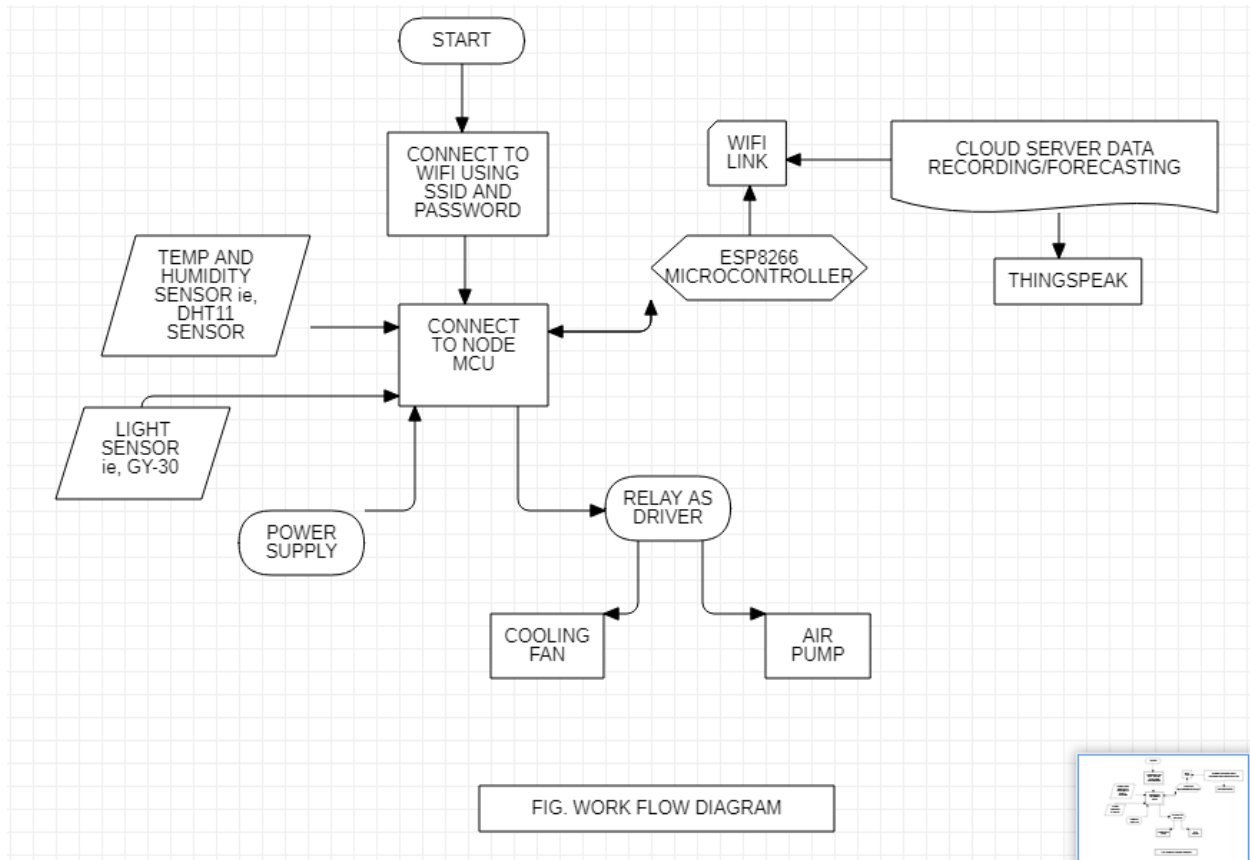 START
CONNECT TO
WIFI USING
SSID AND
PASSWORD
WIFI
LINK
CLOUD SERVER DATA
RECORDING/FORECASTING
TEMP AND
HUMIDITY
SENSOR ie,
DHT11
SENSOR
ESP8266
MICROCONTROLLER
THINGSPEAK
CONNECT
TO NODE
MCU
LIGHT
SENSOR
ie, GY-30
POWER
SUPPLY
RELAY AS
DRIVER
COOLING
FAN
AIR
PUMP
FIG. WORK FLOW DIAGRAM